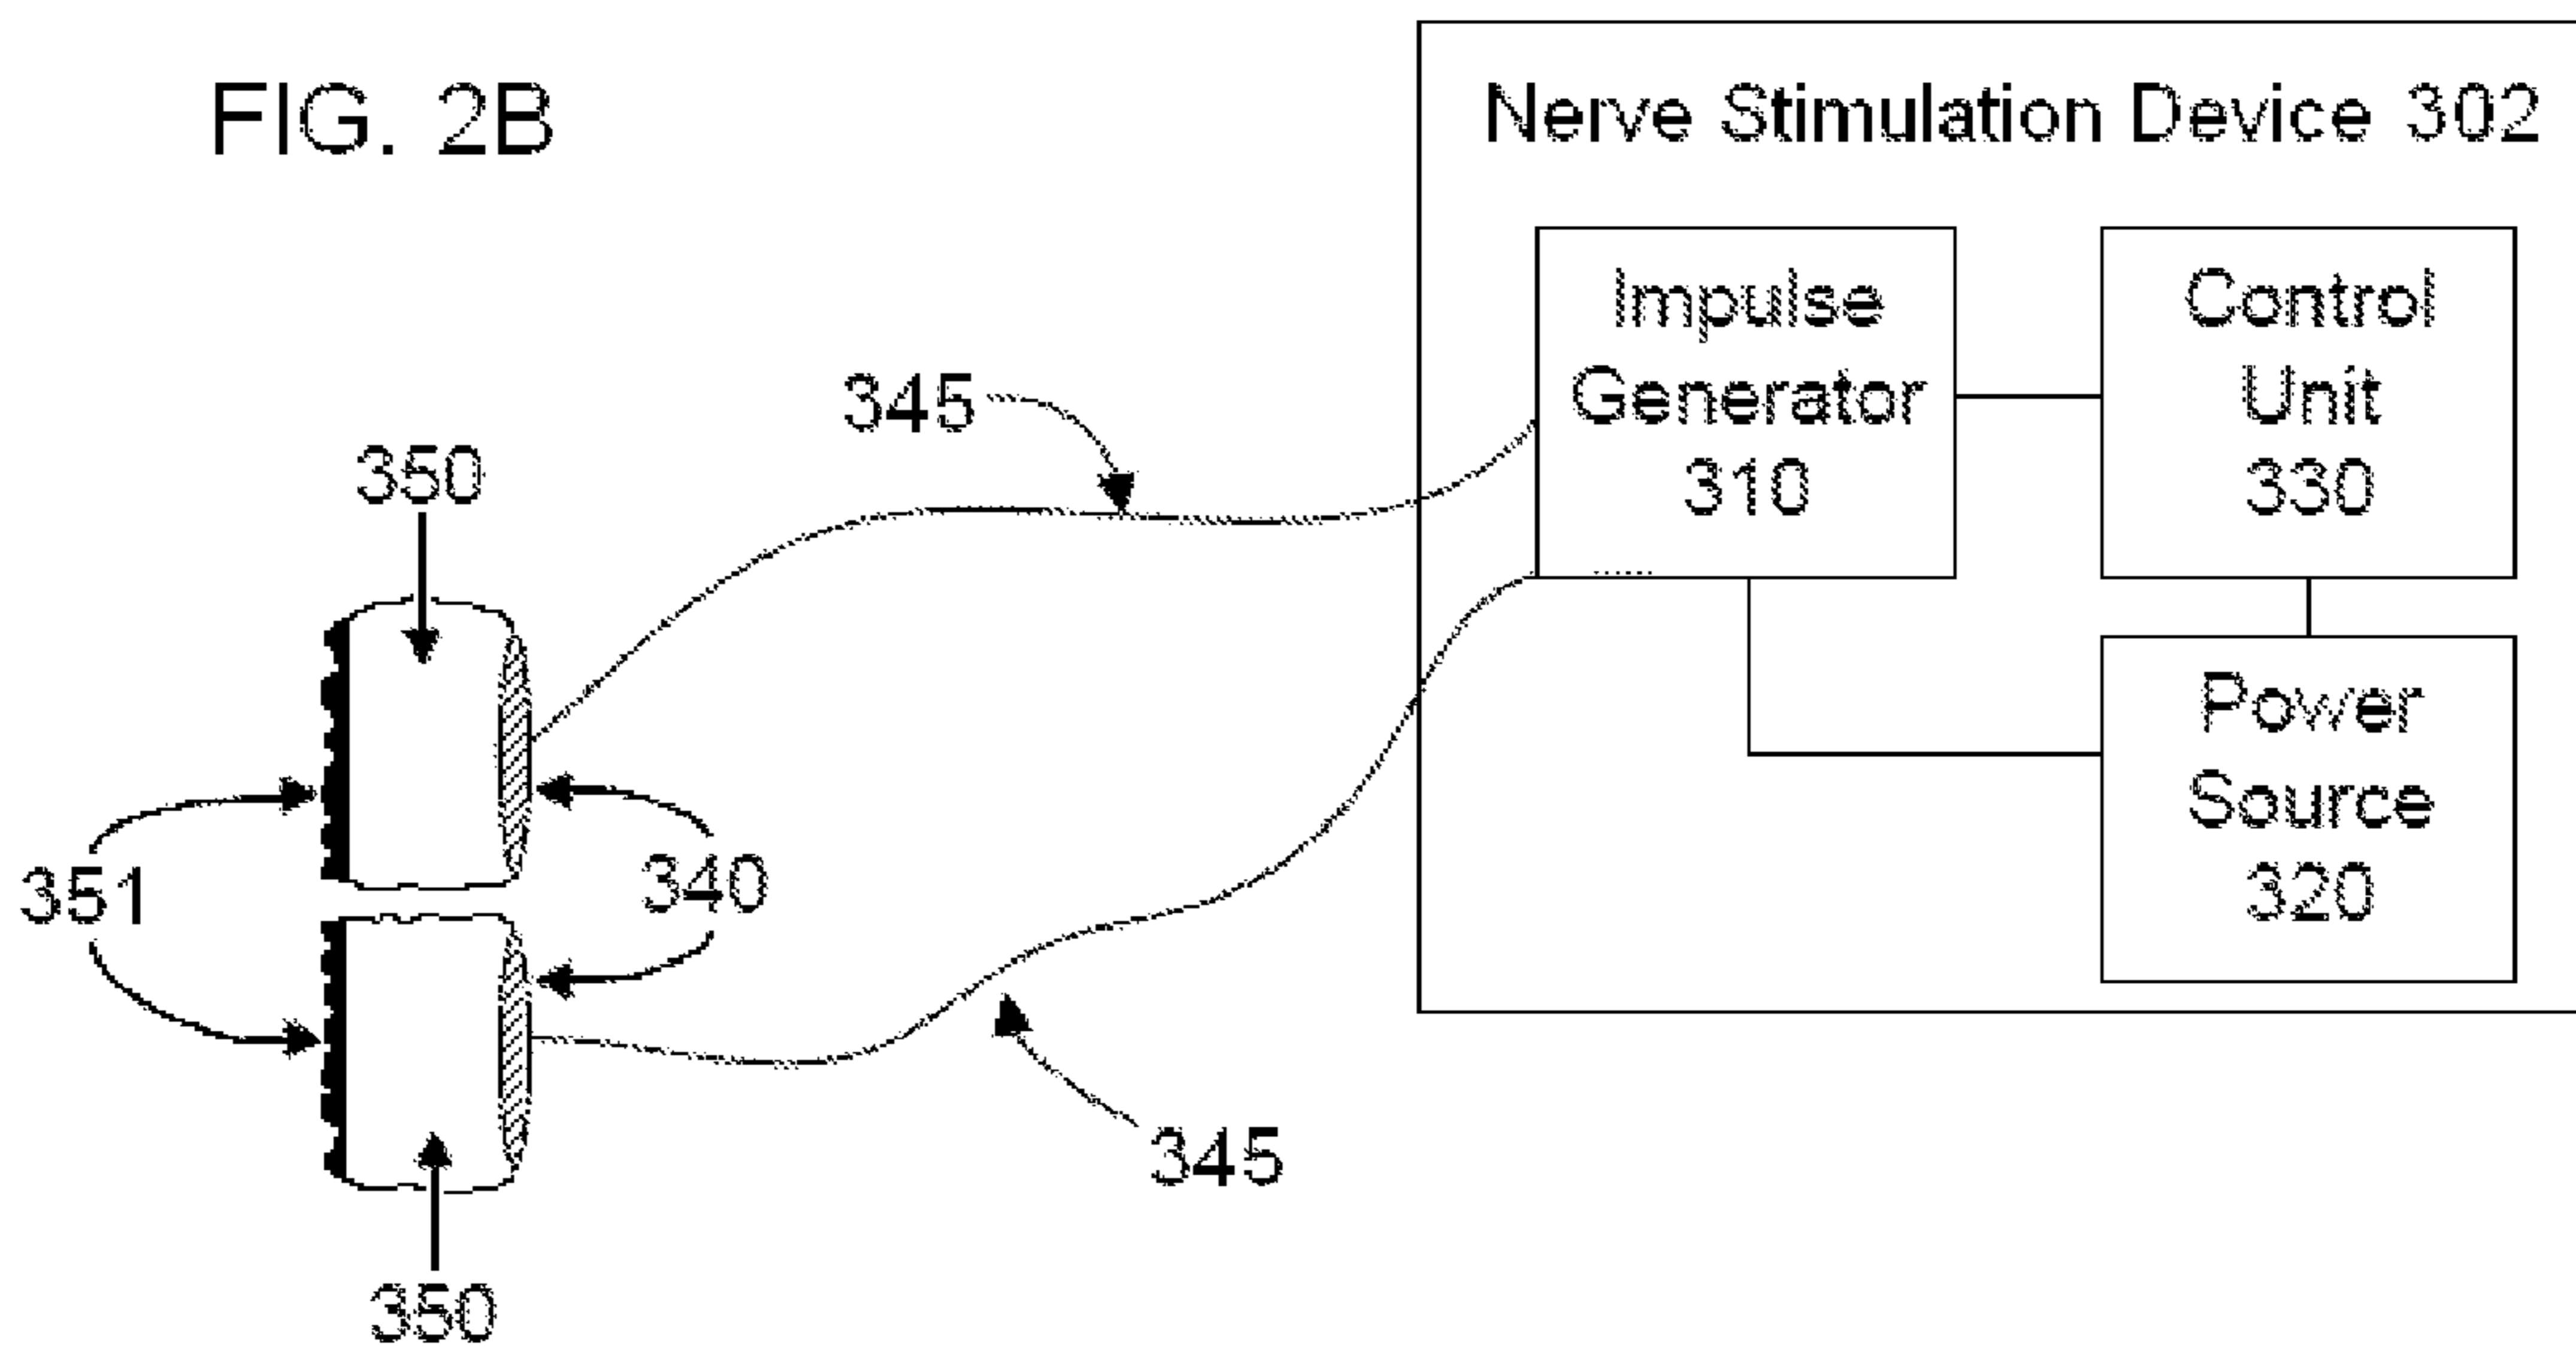 FIG. 2B
Nerve Stimulation Device 302
Impulse
Generator
310
Control
Unit
330
Power
Source
320
345
350
351
340
345
350